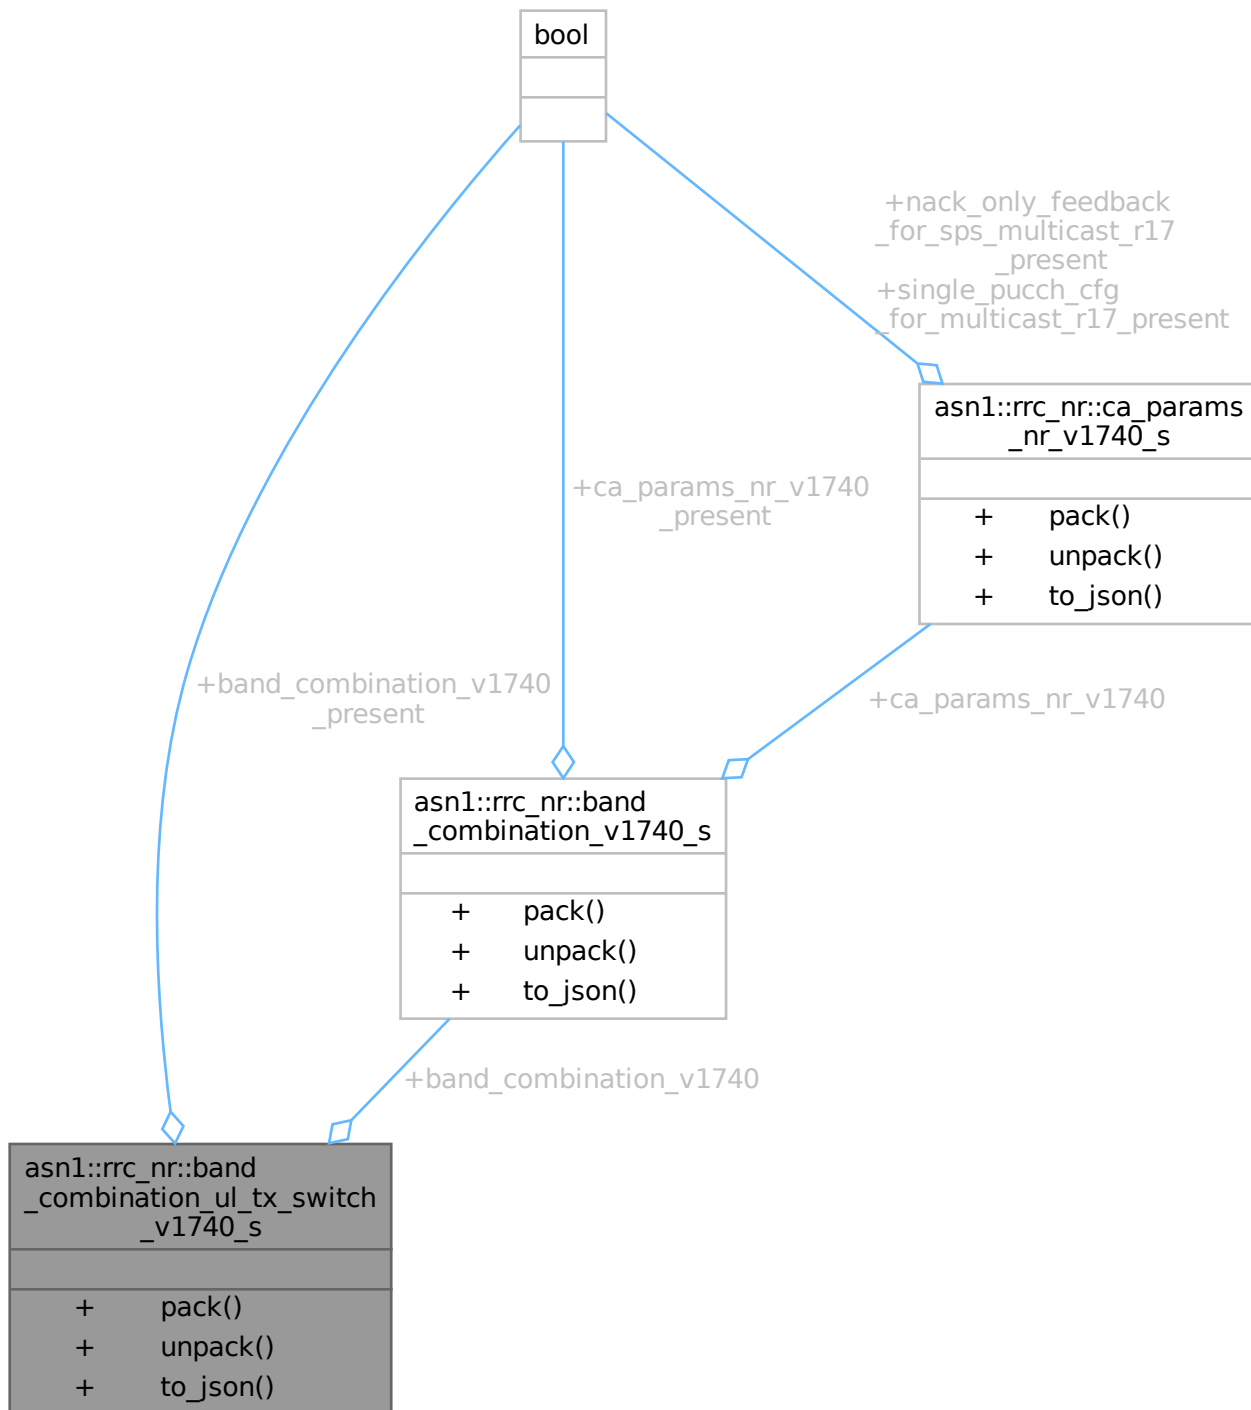 bool
+nack_only_feedback
_for_sps_multicast_r17
_present
+single_pucch_cfg
_for_multicast_r17_present
asn1::rrc_nr::ca_params
_nr_v1740_s
+ pack()
+ unpack()
+ to_json()
+ca_params_nr_v1740
_present
+band_combination_v1740
_present
+ca_params_nr_v1740
asn1::rrc_nr::band
_combination_v1740_s
+ pack()
+ unpack()
+ to_json()
+band_combination_v1740
asn1::rrc_nr::band
_combination_ul_tx_switch
_v1740_s
+ pack()
+ unpack()
+ to_json()